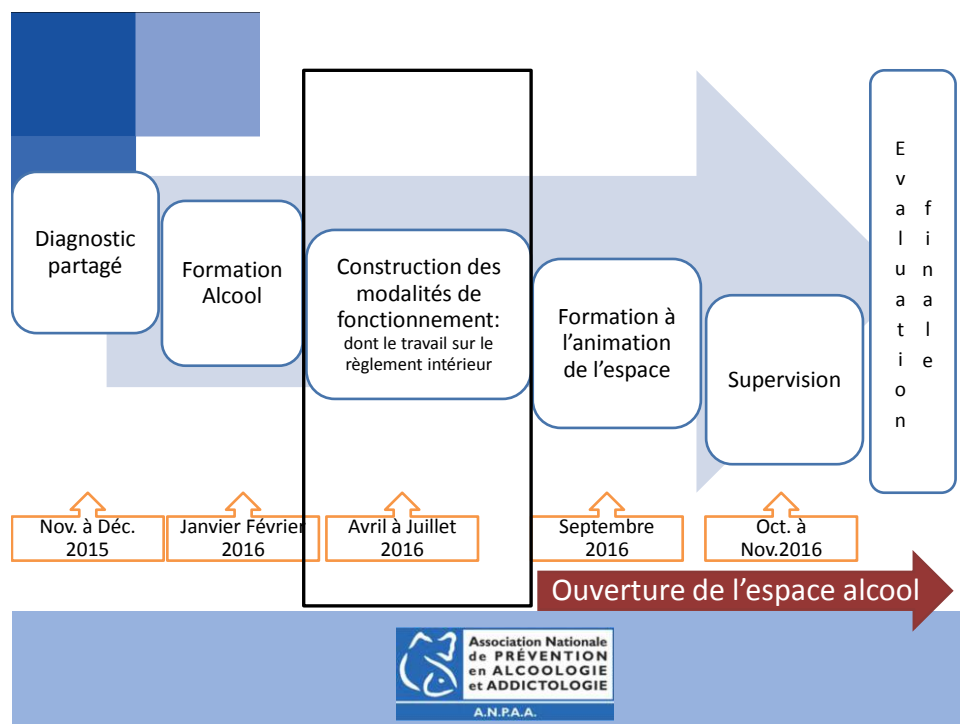 Diagnostic
partagé
Formation
Alcool
Construction des
modalités de
fonctionnement:
dont le travail sur le
règlement intérieur
Formation à
l’animation
de l’espace
Supervision
Evaluation
finale
Nov. à Déc.
2015
Janvier Février
2016
Avril à Juillet
2016
Septembre
2016
Oct. à
Nov.2016
Ouverture de l’espace alcool
Association Nationale
de PRÉVENTION
en ALCOOLOGIE
et ADDICTOLOGIE
A.N.P.A.A.